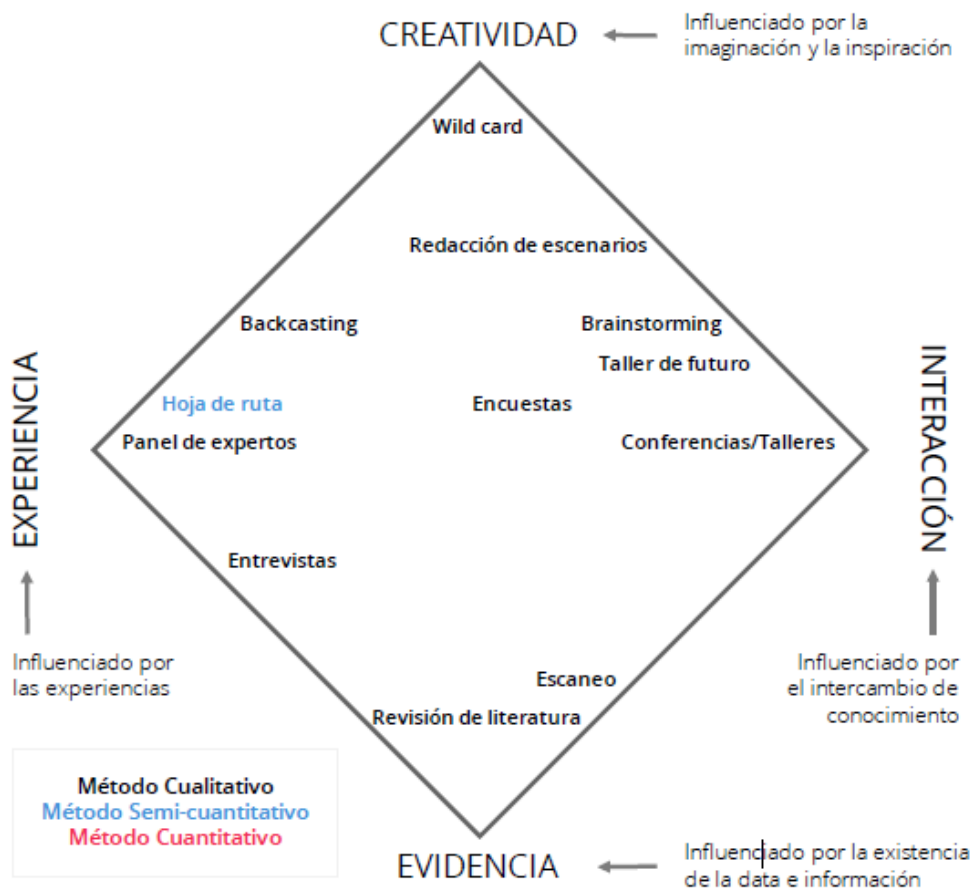 CREATIVIDAD
Influenciado por la
imaginación y la inspiración
Wild card
Redacción de escenarios
Backcasting
Brainstorming
Taller de futuro
Hoja de ruta
Encuestas
Panel de expertos
Conferencias/Talleres
EXPERIENCIA
INTERACCIÓN
Entrevistas
Influenciado por
las experiencias
Influenciado por
el intercambio de
conocimiento
Escaneo
Revisión de literatura
Método Cualitativo
Método Semi-cuantitativo
Método Cuantitativo
EVIDENCIA
Influenciado por la existencia
de la data e información